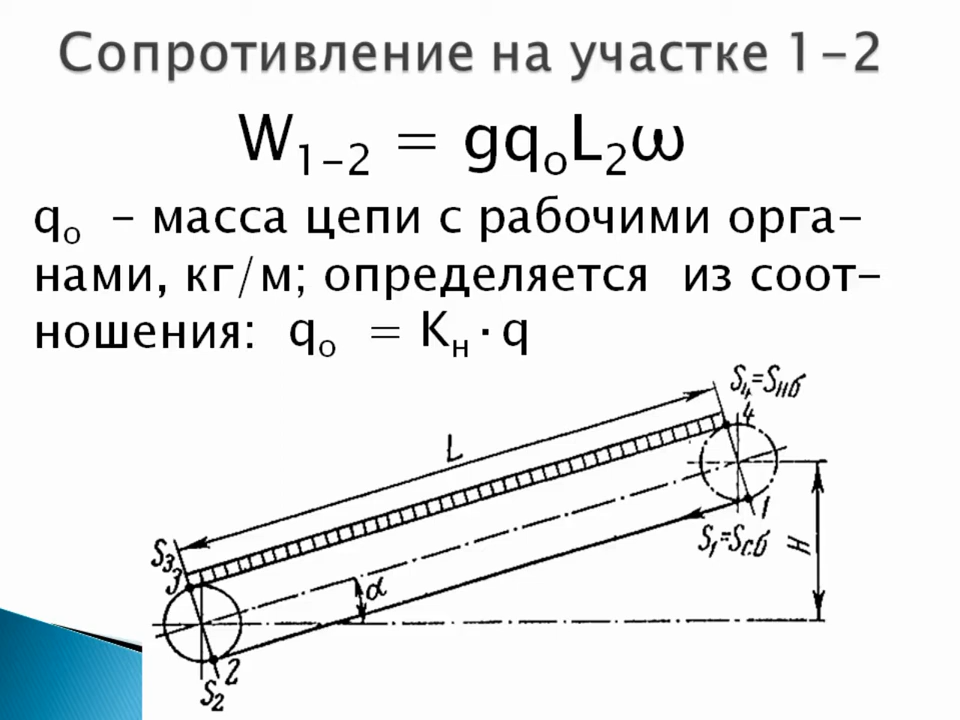 Сопротивление на участке 1-2
W₁₋₂ = gqₒL₂ω
qₒ – масса цепи с рабочими орга-
нами, кг/м; определяется из соот-
ношения: qₒ = Kн·q
S₄=Sнб
4
L
1
S₁=Sсб
H
S₃
3
α
2
S₂